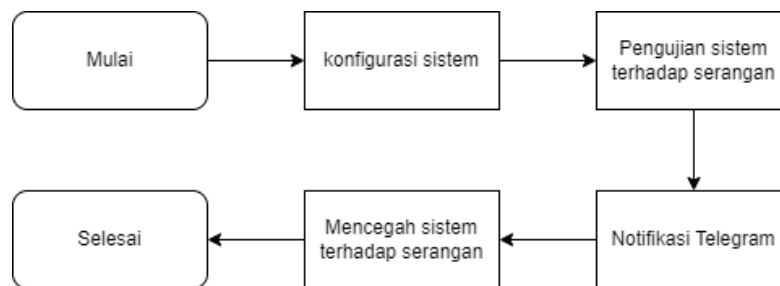 Mulai
konfigurasi sistem
Pengujian sistem
terhadap serangan
Notifikasi Telegram
Mencegah sistem
terhadap serangan
Selesai